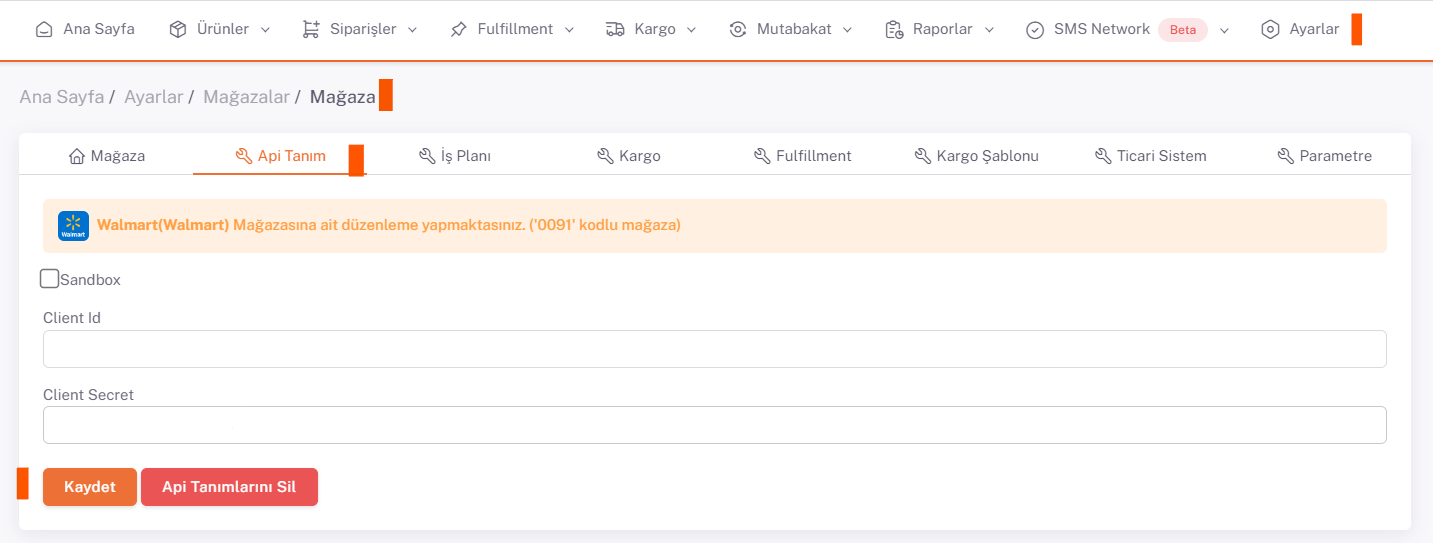 Ana Sayfa Ürünler Siparişler Fulfillment Kargo Mutabakat Raporlar SMS Network Beta Ayarlar
Ana Sayfa / Ayarlar / Mağazalar / Mağaza
Mağaza Api Tanım İş Planı Kargo Fulfillment Kargo Şablonu Ticari Sistem Parametre
Walmart Walmart(Walmart) Mağazasına ait düzenleme yapmaktasınız. ('0091' kodlu mağaza)
Sandbox
Client Id
Client Secret
Kaydet Api Tanımlarını Sil